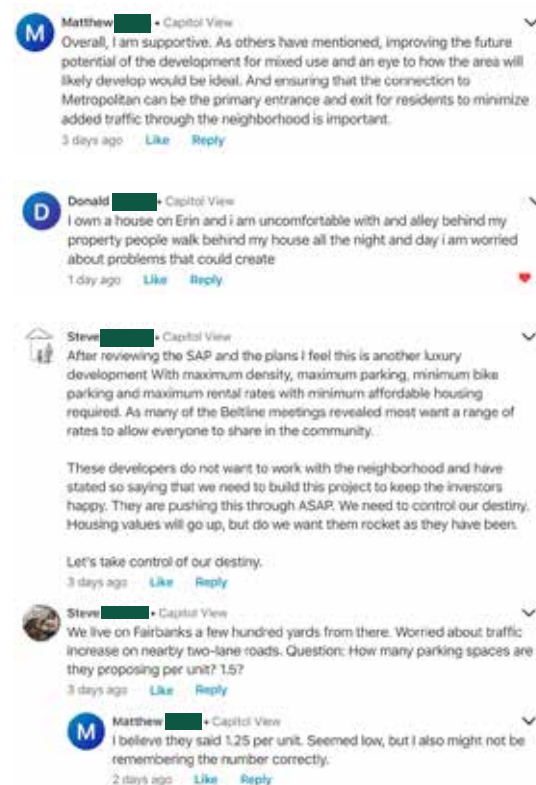 M
Matthew • Capitol View
Overall, I am supportive. As others have mentioned, improving the future
potential of the development for mixed use and an eye to how the area will
likely develop would be ideal. And ensuring that the connection to
Metropolitan can be the primary entrance and exit for residents to minimize
added traffic through the neighborhood is important.
3 days ago Like Reply
D
Donald • Capitol View
I own a house on Erin and i am uncomfortable with and alley behind my
property people walk behind my house all the night and day i am worried
about problems that could create
1 day ago Like Reply
Steve • Capitol View
After reviewing the SAP and the plans I feel this is another luxury
development With maximum density, maximum parking, minimum bike
parking and maximum rental rates with minimum affordable housing
required. As many of the Beltline meetings revealed most want a range of
rates to allow everyone to share in the community.
These developers do not want to work with the neighborhood and have
stated so saying that we need to build this project to keep the investors
happy. They are pushing this through ASAP. We need to control our destiny.
Housing values will go up, but do we want them rocket as they have been.
Let's take control of our destiny.
3 days ago Like Reply
Steve • Capitol View
We live on Fairbanks a few hundred yards from there. Worried about traffic
increase on nearby two-lane roads. Question: How many parking spaces are
they proposing per unit? 1.5?
3 days ago Like Reply
M
Matthew • Capitol View
I believe they said 1.25 per unit. Seemed low, but I also might not be
remembering the number correctly.
2 days ago Like Reply